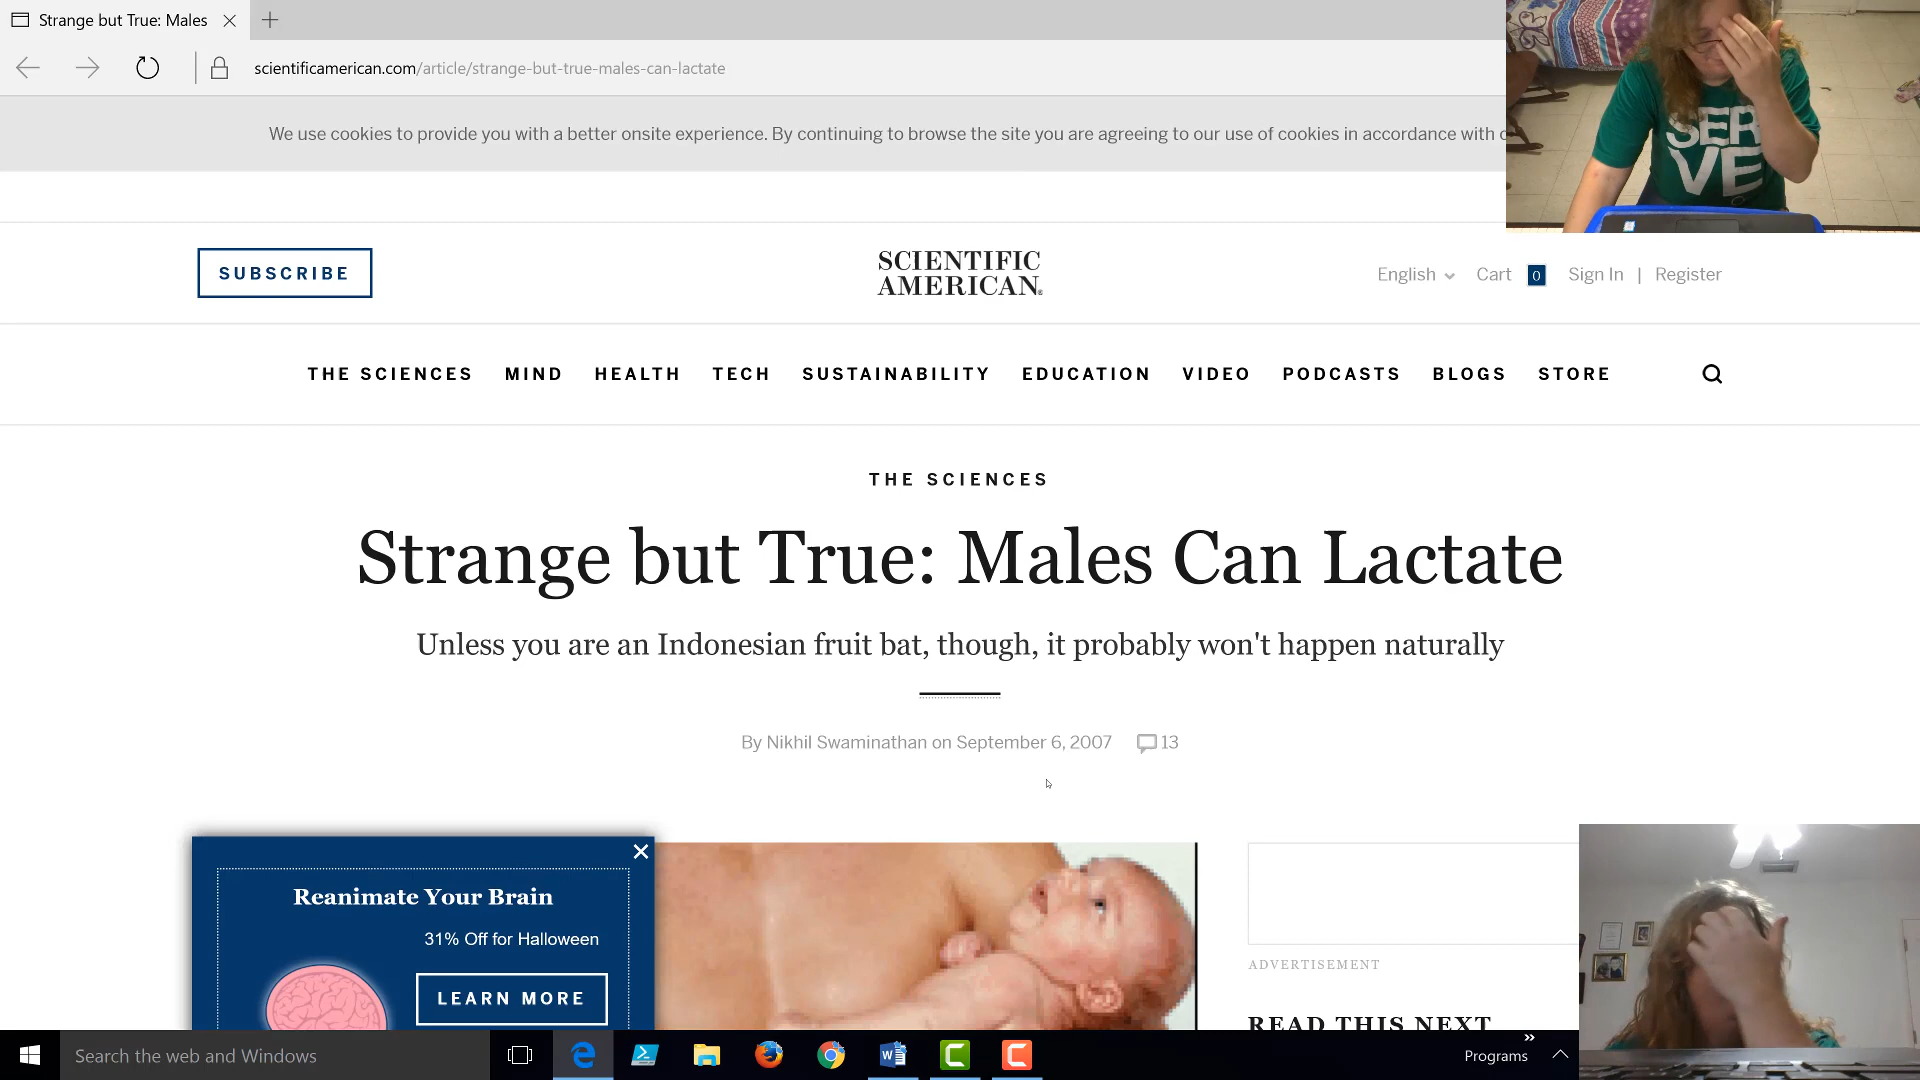 Strange but True: Males
scientificamerican.com/article/strange-but-true-males-can-lactate
We use cookies to provide you with a better onsite experience. By continuing to browse the site you are agreeing to our use of cookies in accordance with
SER
VE
SUBSCRIBE
SCIENTIFIC
AMERICAN
English
Cart
0
Sign In | Register
THE SCIENCES
MIND
HEALTH
TECH
SUSTAINABILITY
EDUCATION
VIDEO
PODCASTS
BLOGS
STORE
THE SCIENCES
Strange but True: Males Can Lactate
Unless you are an Indonesian fruit bat, though, it probably won't happen naturally
By Nikhil Swaminathan on September 6, 2007
13
Reanimate Your Brain
31% Off for Halloween
LEARN MORE
ADVERTISEMENT
READ THIS NEXT
Search the web and Windows
Programs